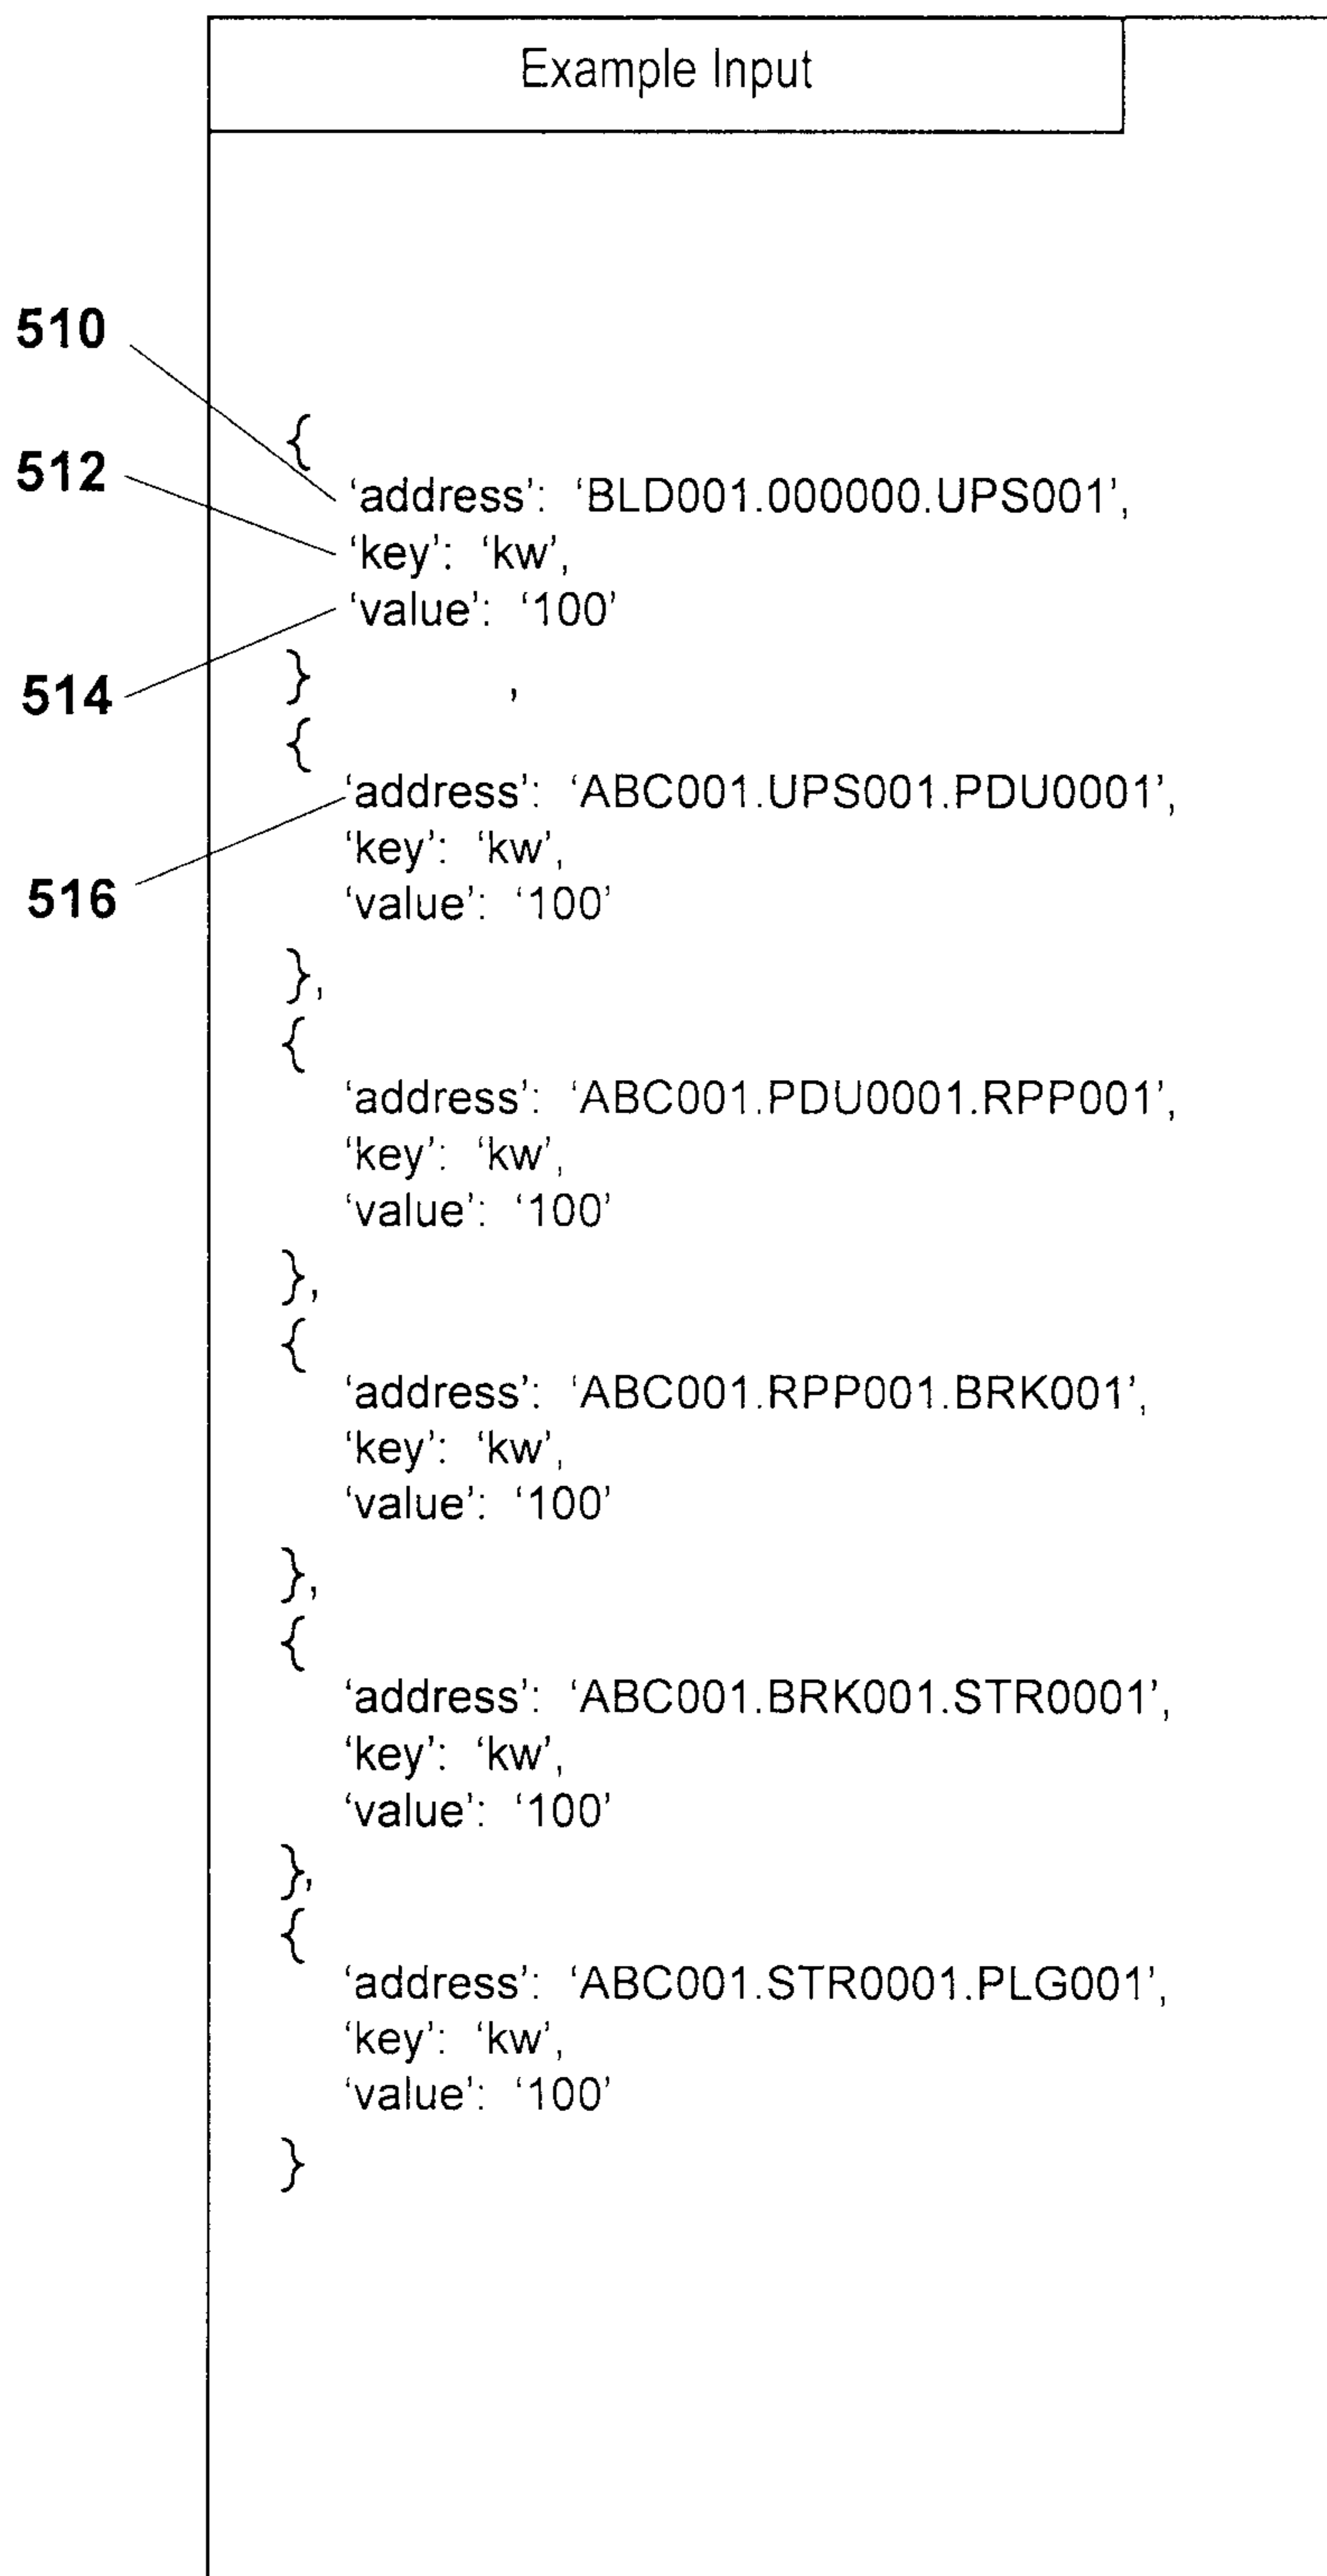 Example Input
510
{
512
‘address’: ‘BLD001.000000.UPS001’,
‘key’: ‘kw’,
‘value’: ‘100’
514
} ,
{
‘address’: ‘ABC001.UPS001.PDU0001’,
‘key’: ‘kw’,
516
‘value’: ‘100’
},
{
‘address’: ‘ABC001.PDU0001.RPP001’,
‘key’: ‘kw’,
‘value’: ‘100’
},
{
‘address’: ‘ABC001.RPP001.BRK001’,
‘key’: ‘kw’,
‘value’: ‘100’
},
{
‘address’: ‘ABC001.BRK001.STR0001’,
‘key’: ‘kw’,
‘value’: ‘100’
},
{
‘address’: ‘ABC001.STR0001.PLG001’,
‘key’: ‘kw’,
‘value’: ‘100’
}